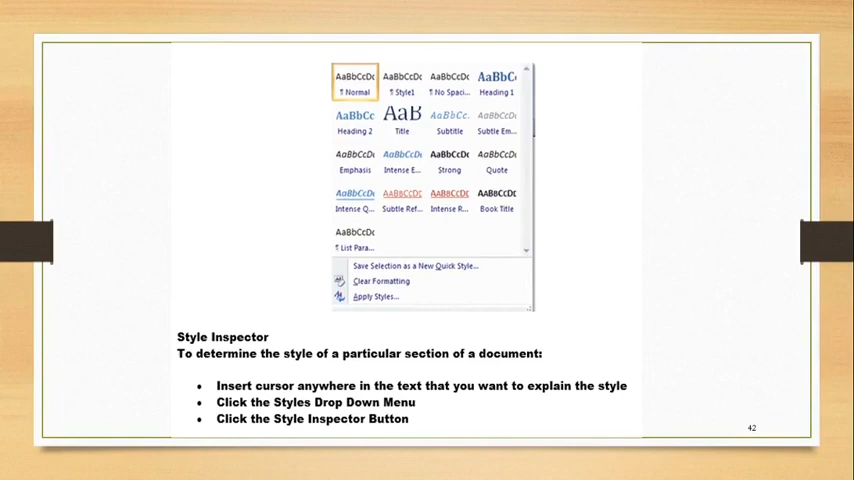 AaBbCcDc AaBbCcDc AaBbCcDc AaBbC
¶ Normal ¶ Style1 ¶ No Spaci... Heading 1
AaBbCc AaB AaBbCc. AaBbCcDc
Heading 2 Title Subtitle Subtle Em...
AaBbCcDc AaBbCcDc AaBbCcDc AaBbCcDc
Emphasis Intense E... Strong Quote
AaBbCcDc AaBbCcDc AaBbCcDc AaBbCcDc
Intense Q... Subtle Ref... Intense R... Book Title
AaBbCcDc
¶ List Para...
Save Selection as a New Quick Style...
Clear Formatting
Apply Styles...
Style Inspector
To determine the style of a particular section of a document:
• Insert cursor anywhere in the text that you want to explain the style
• Click the Styles Drop Down Menu
• Click the Style Inspector Button
42